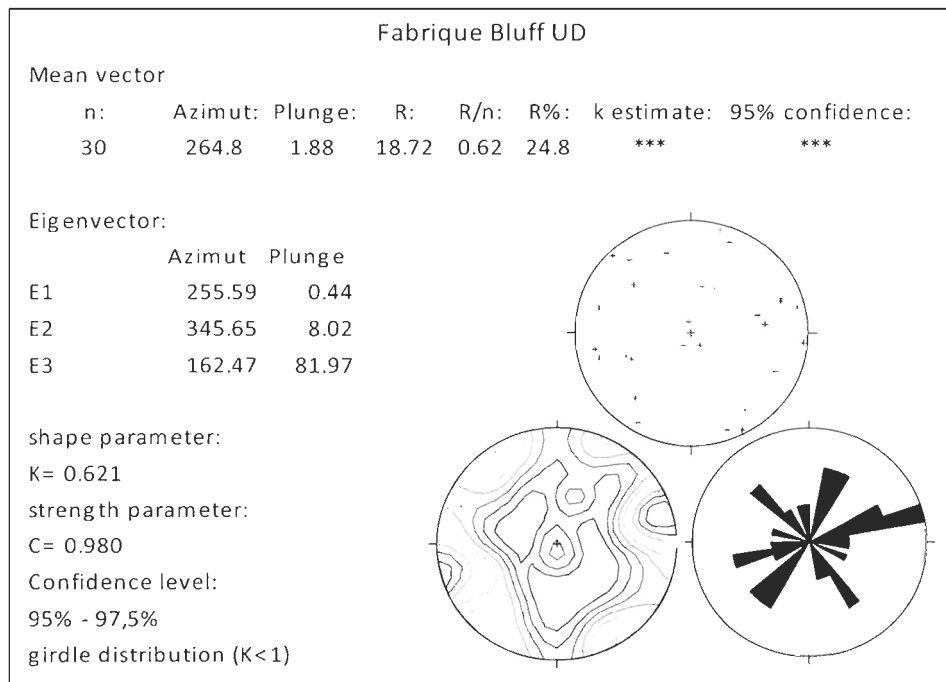 Fabrique Bluff UD
Mean vector
n: Azimut: Plunge: R: R/n: R%: k estimate: 95% confidence:
30 264.8 1.88 18.72 0.62 24.8 *** ***
Eigenvector:
Azimut Plunge
E1 255.59 0.44
E2 345.65 8.02
E3 162.47 81.97
shape parameter:
K= 0.621
strength parameter:
C= 0.980
Confidence level:
95% - 97,5%
girdle distribution (K<1)